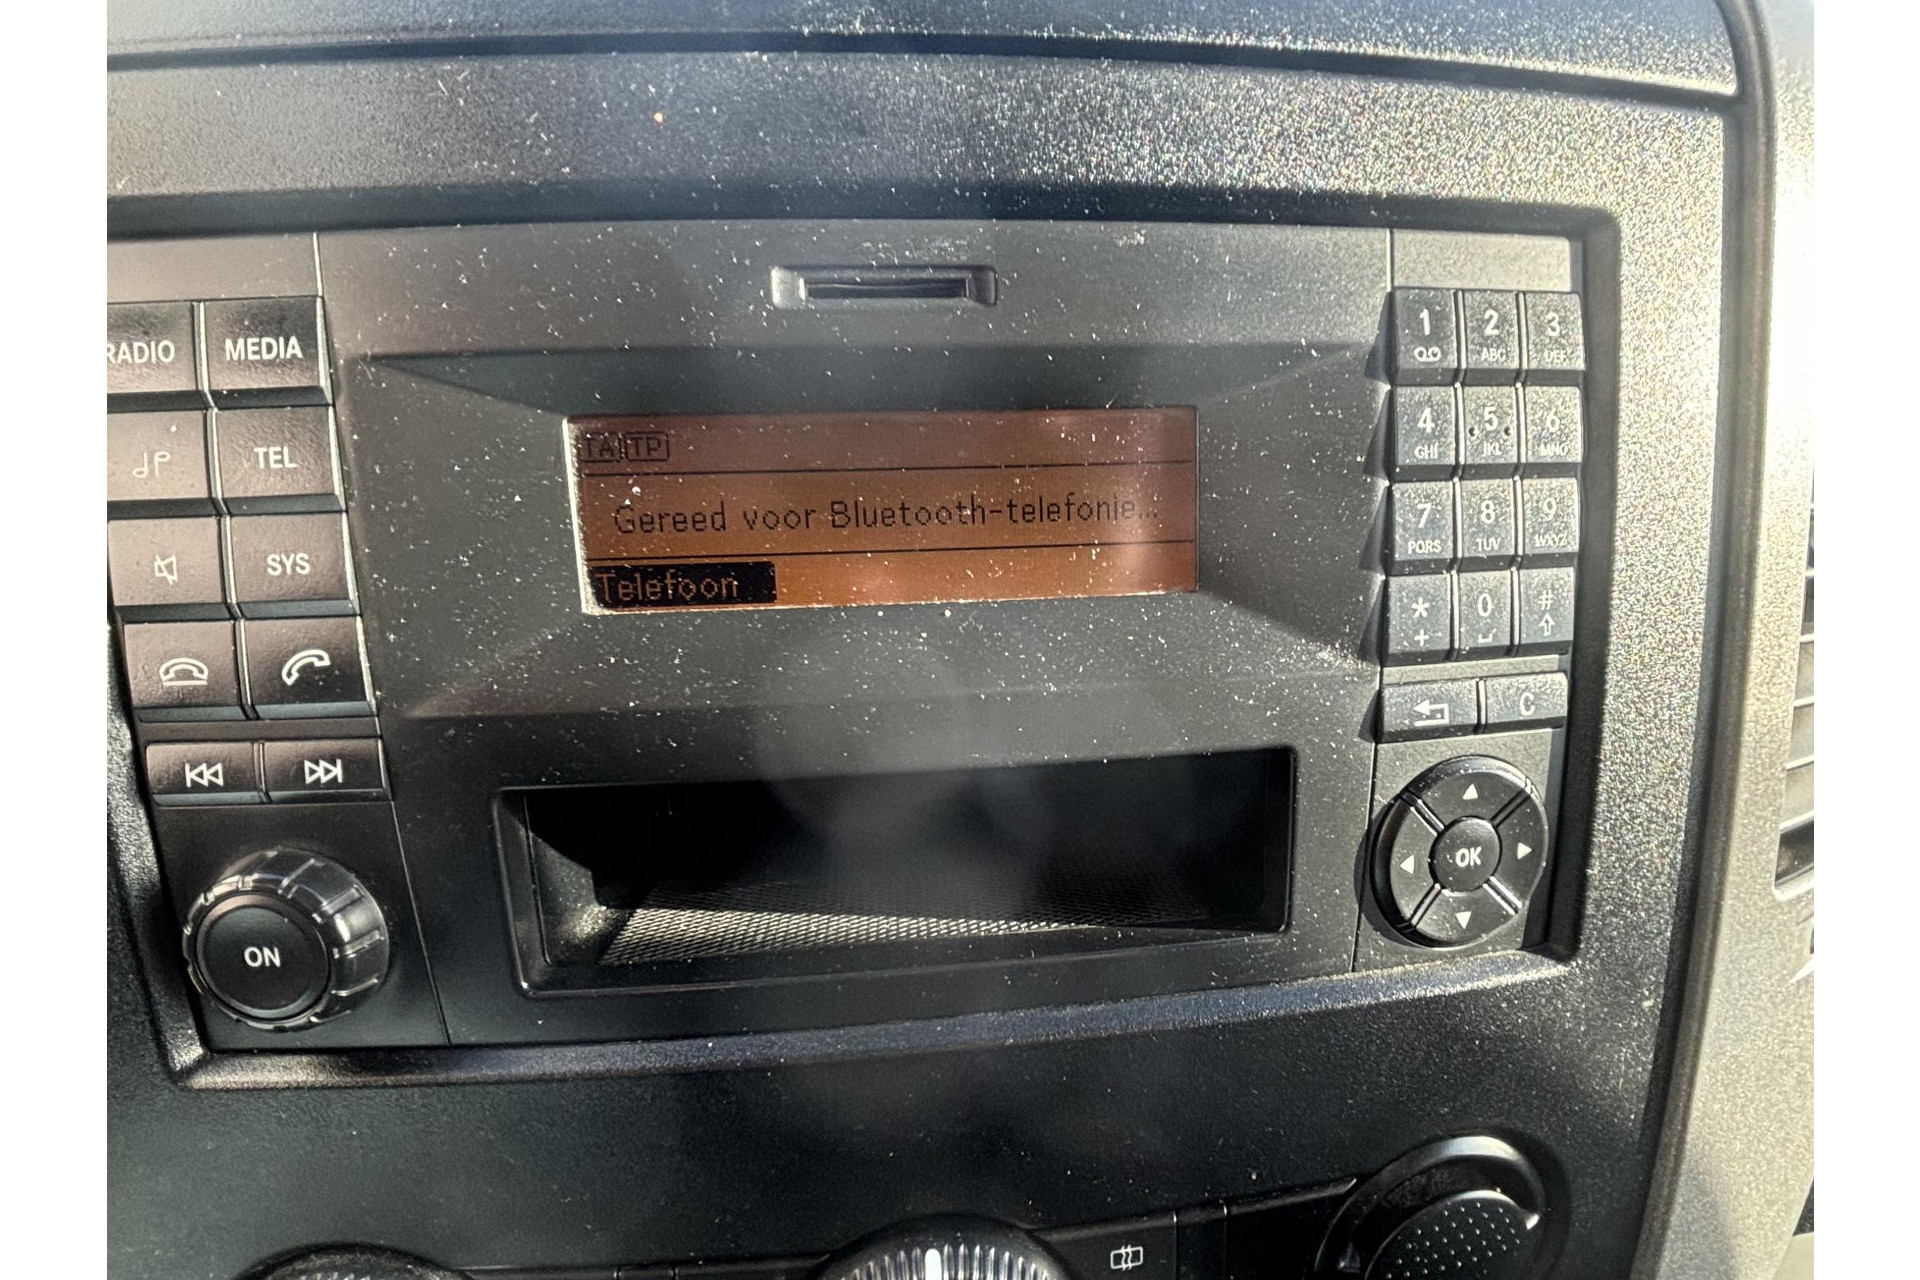 RADIO MEDIA
TEL
SYS
ON
TA TP
Gereed voor Bluetooth-telefonie...
Telefoon
1 2 ABC 3 DEF
4 GHI 5 JKL 6 MNO
7 PQRS 8 TUV 9 WXYZ
* + 0 #
C
OK